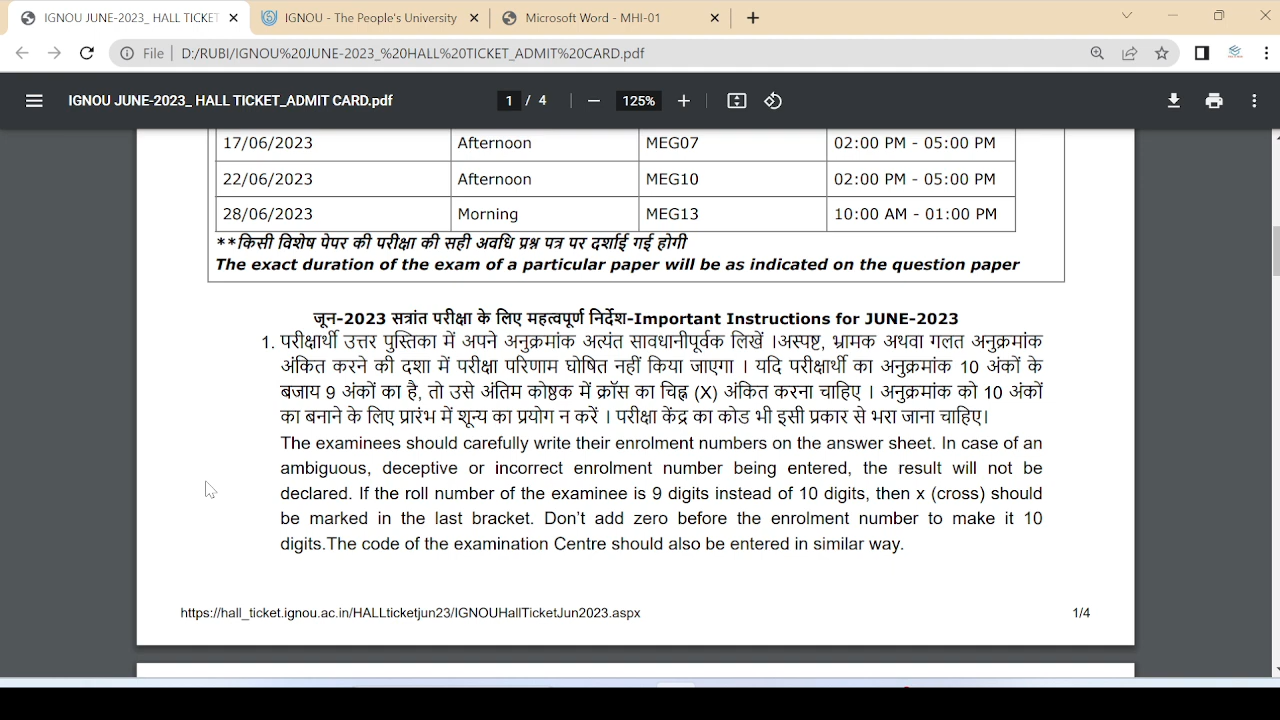 IGNOU JUNE-2023_ HALL TICKET
IGNOU - The People's University
Microsoft Word - MHI-01
File
D:/RUBI/IGNOU%20JUNE-2023_%20HALL%20TICKET_ADMIT%20CARD.pdf
IGNOU JUNE-2023_ HALL TICKET_ADMIT CARD.pdf
1 / 4
125%
17/06/2023 Afternoon MEG07 02:00 PM - 05:00 PM
22/06/2023 Afternoon MEG10 02:00 PM - 05:00 PM
28/06/2023 Morning MEG13 10:00 AM - 01:00 PM
**किसी विशेष पेपर की परीक्षा की सही अवधि प्रश्न पत्र पर दर्शाई गई होगी
The exact duration of the exam of a particular paper will be as indicated on the question paper
जून-2023 सत्रांत परीक्षा के लिए महत्वपूर्ण निर्देश-Important Instructions for JUNE-2023
1. परीक्षार्थी उत्तर पुस्तिका में अपने अनुक्रमांक अत्यंत सावधानीपूर्वक लिखें ।अस्पष्ट, भ्रामक अथवा गलत अनुक्रमांक
अंकित करने की दशा में परीक्षा परिणाम घोषित नहीं किया जाएगा । यदि परीक्षार्थी का अनुक्रमांक 10 अंकों के
बजाय 9 अंकों का है, तो उसे अंतिम कोष्ठक में क्रॉस का चिह्न (X) अंकित करना चाहिए । अनुक्रमांक को 10 अंकों
का बनाने के लिए प्रारंभ में शून्य का प्रयोग न करें । परीक्षा केंद्र का कोड भी इसी प्रकार से भरा जाना चाहिए।
The examinees should carefully write their enrolment numbers on the answer sheet. In case of an
ambiguous, deceptive or incorrect enrolment number being entered, the result will not be
declared. If the roll number of the examinee is 9 digits instead of 10 digits, then x (cross) should
be marked in the last bracket. Don't add zero before the enrolment number to make it 10
digits.The code of the examination Centre should also be entered in similar way.
https://hall_ticket.ignou.ac.in/HALLticketjun23/IGNOUHallTicketJun2023.aspx
1/4